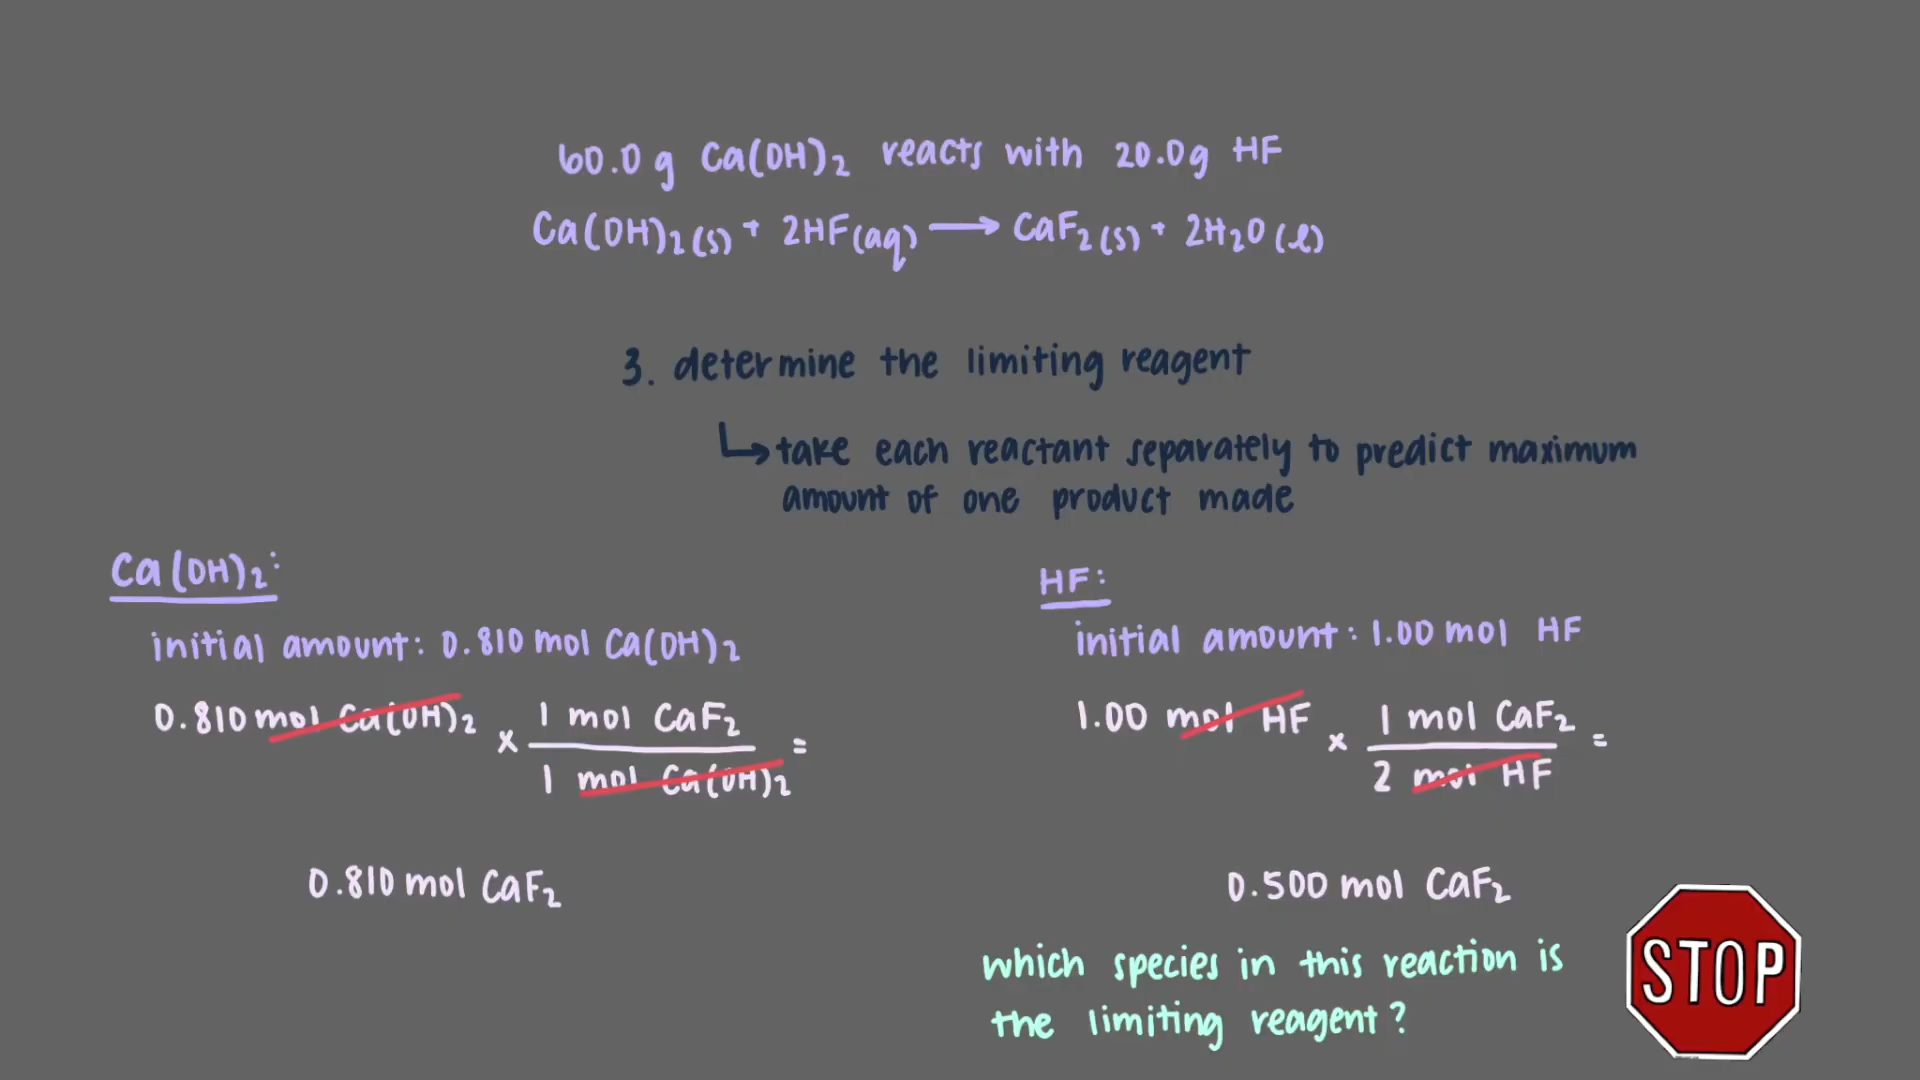 60.0 g Ca(OH)₂ reacts with 20.0g HF
Ca(OH)₂(s) + 2HF(aq) → CaF₂(s) + 2H₂O(l)
3. determine the limiting reagent
↳ take each reactant separately to predict maximum
amount of one product made
Ca(OH)₂:
initial amount: 0.810 mol Ca(OH)₂
0.810 mol Ca(OH)₂ × 1 mol CaF₂ / 1 mol Ca(OH)₂ =
0.810 mol CaF₂
HF:
initial amount: 1.00 mol HF
1.00 mol HF × 1 mol CaF₂ / 2 mol HF =
0.500 mol CaF₂
which species in this reaction is
the limiting reagent?
STOP